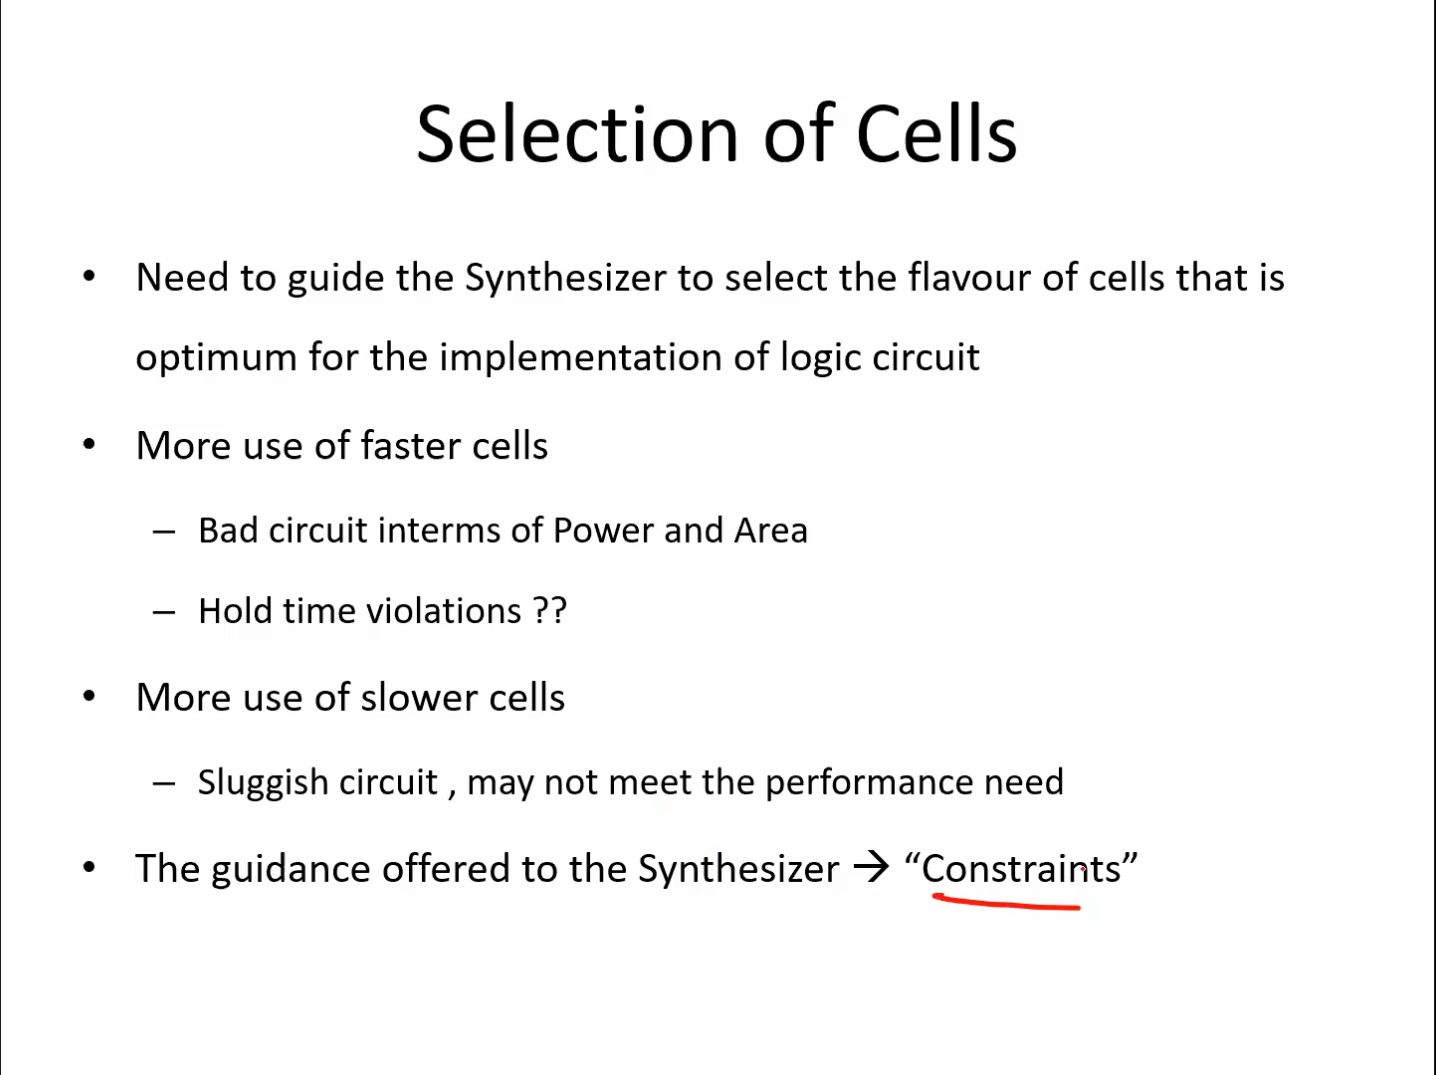 Selection of Cells
• Need to guide the Synthesizer to select the flavour of cells that is
optimum for the implementation of logic circuit
• More use of faster cells
– Bad circuit interms of Power and Area
– Hold time violations ??
• More use of slower cells
– Sluggish circuit , may not meet the performance need
• The guidance offered to the Synthesizer → “Constraints”